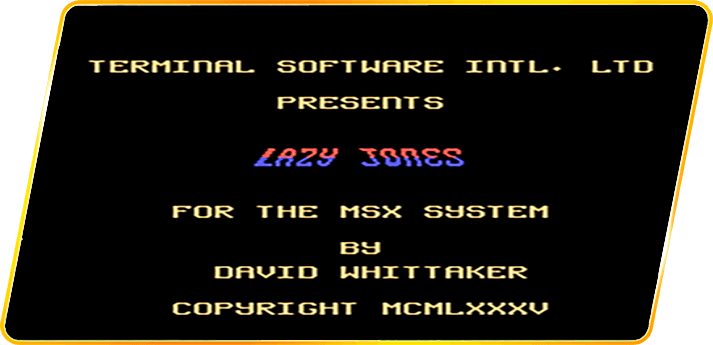 TERMINAL SOFTWARE INTL. LTD
PRESENTS
LAZY JONES
FOR THE MSX SYSTEM
BY
DAVID WHITTAKER
COPYRIGHT MCMLXXXV